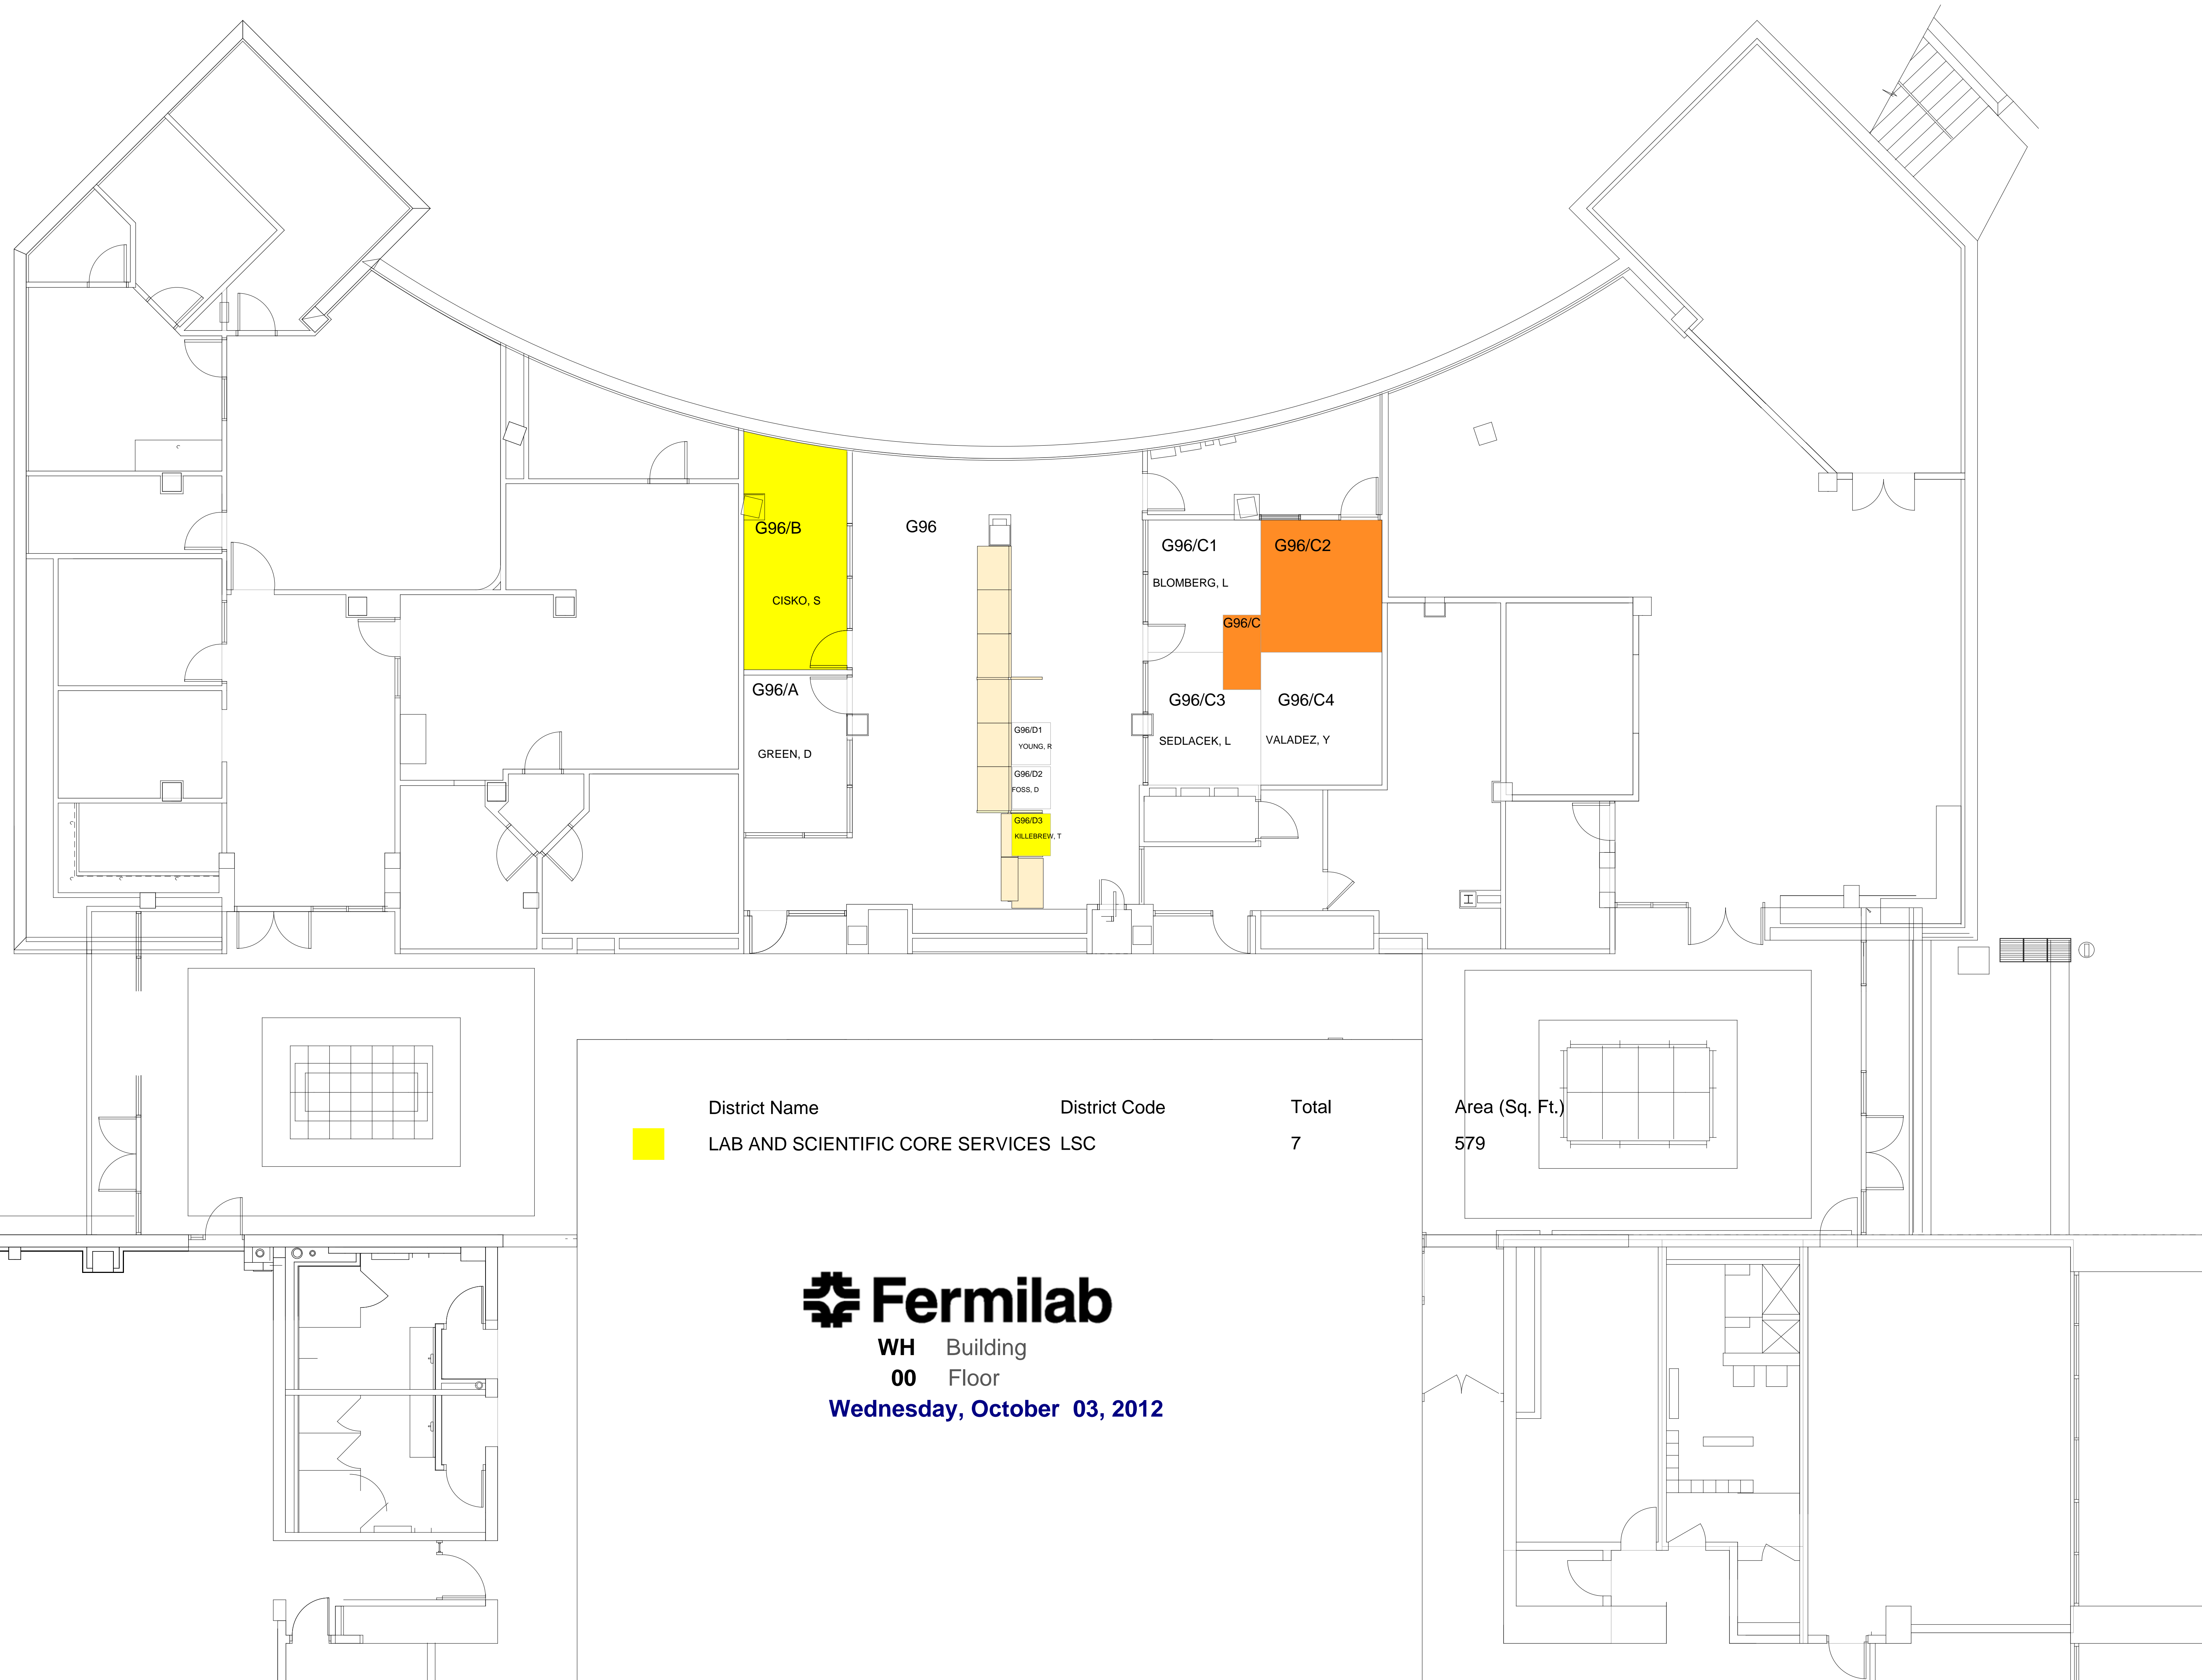 G96/B
G96
G96/C1
G96/C2
BLOMBERG, L
CISKO, S
G96/C
G96/A
G96/C3
G96/C4
G96/D1
YOUNG, R
SEDLACEK, L
VALADEZ, Y
GREEN, D
G96/D2
FOSS, D
G96/D3
KILLEBREW, T
District Name District Code Total Area (Sq. Ft.)
LAB AND SCIENTIFIC CORE SERVICES LSC 7 579
Fermilab
WH Building
00 Floor
Wednesday, October 03, 2012